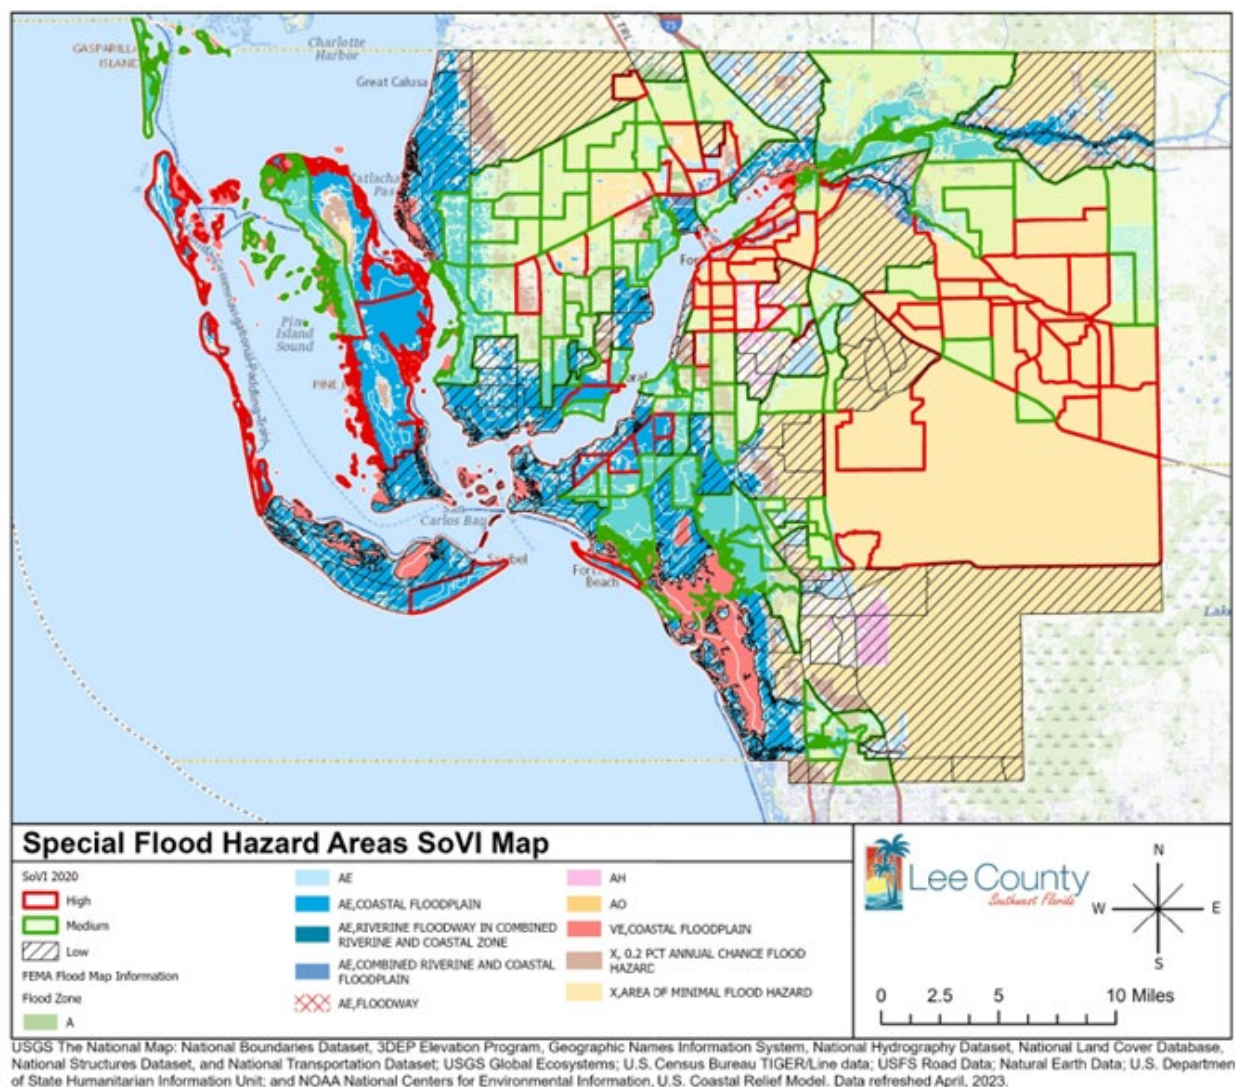 GASPARILLA
ISLAND
Charlotte
Harbor
75
TRL
Great Calusa
Matlacha
Pas
Pine
Island
Sound
PINE
San
Carlos Bay
Special Flood Hazard Areas SoVI Map
SoVI 2020
High
Medium
Low
FEMA Flood Map Information
Flood Zone
A
AE
AE,COASTAL FLOODPLAIN
AE,RIVERINE FLOODWAY IN COMBINED
RIVERINE AND COASTAL ZONE
AE,COMBINED RIVERINE AND COASTAL
FLOODPLAIN
AE,FLOODWAY
AH
AO
VE,COASTAL FLOODPLAIN
X, 0.2 PCT ANNUAL CHANCE FLOOD
HAZARD
X,AREA OF MINIMAL FLOOD HAZARD
Lee County
Southwest Florida
N
W E
S
0 2.5 5 10 Miles
USGS The National Map: National Boundaries Dataset, 3DEP Elevation Program, Geographic Names Information System, National Hydrography Dataset, National Land Cover Database,
National Structures Dataset, and National Transportation Dataset; USGS Global Ecosystems; U.S. Census Bureau TIGER/Line data; USFS Road Data; Natural Earth Data; U.S. Departmen
of State Humanitarian Information Unit; and NOAA National Centers for Environmental Information, U.S. Coastal Relief Model. Data refreshed April, 2023.